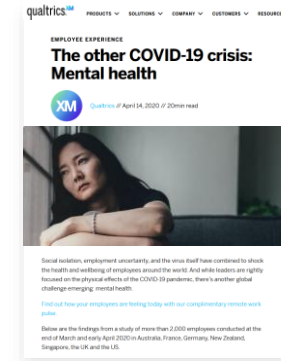 qualtrics.XM
PRODUCTS SOLUTIONS COMPANY CUSTOMERS RESOURCE
EMPLOYEE EXPERIENCE
The other COVID-19 crisis:
Mental health
XM
Qualtrics // April 14, 2020 // 20min read
Social isolation, employment uncertainty, and the virus itself have combined to shock
the health and wellbeing of employees around the world. And while leaders are rightly
focused on the physical effects of the COVID-19 pandemic, there's another global
challenge emerging: mental health
Find out how your employees are feeling today with our complimentary remote work
pulse
Below are the findings from a study of more than 2,000 employees conducted at the
end of March and early April 2020 in Australia, France, Germany, New Zealand,
Singapore, the UK and the US.